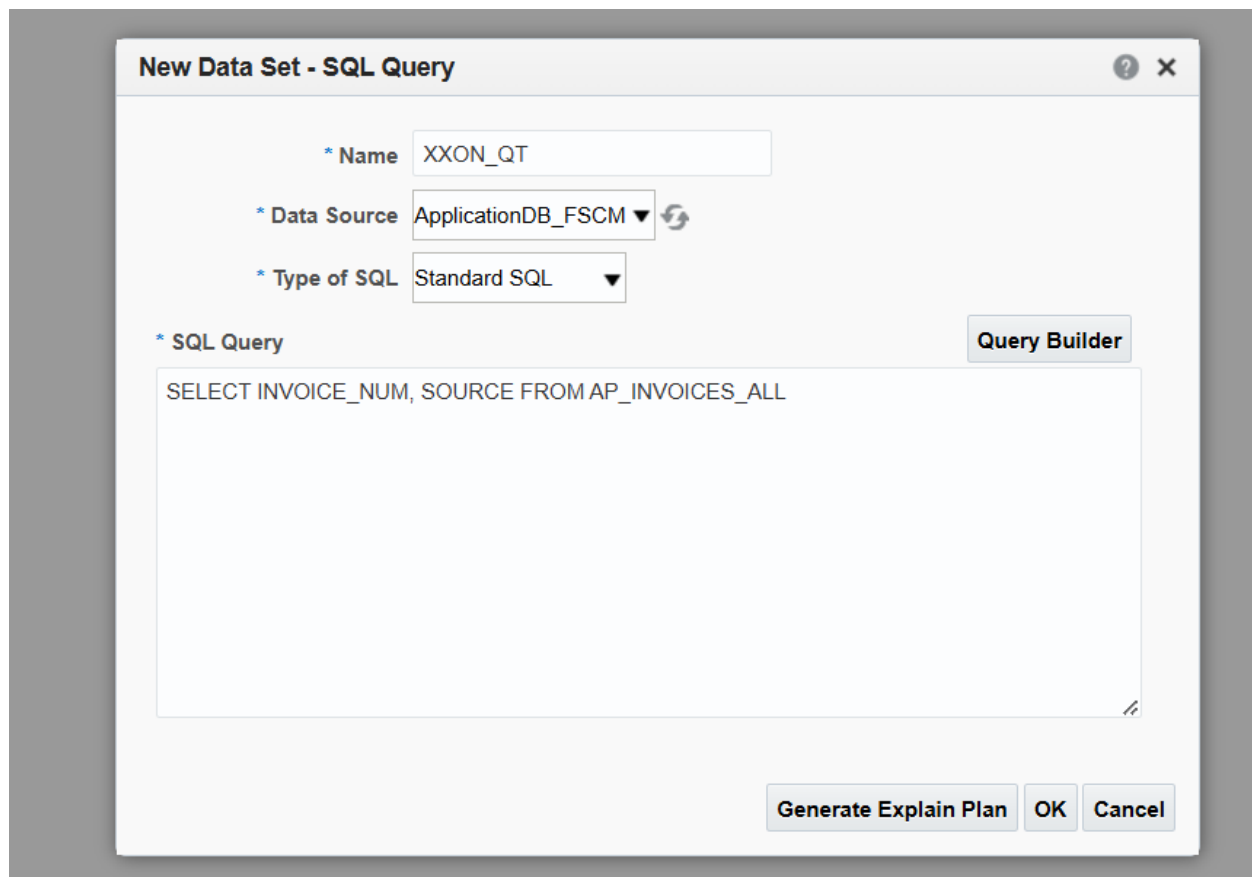 New Data Set - SQL Query
* Name XXON_QT
* Data Source ApplicationDB_FSCM
* Type of SQL Standard SQL
* SQL Query Query Builder
SELECT INVOICE_NUM, SOURCE FROM AP_INVOICES_ALL
Generate Explain Plan OK Cancel